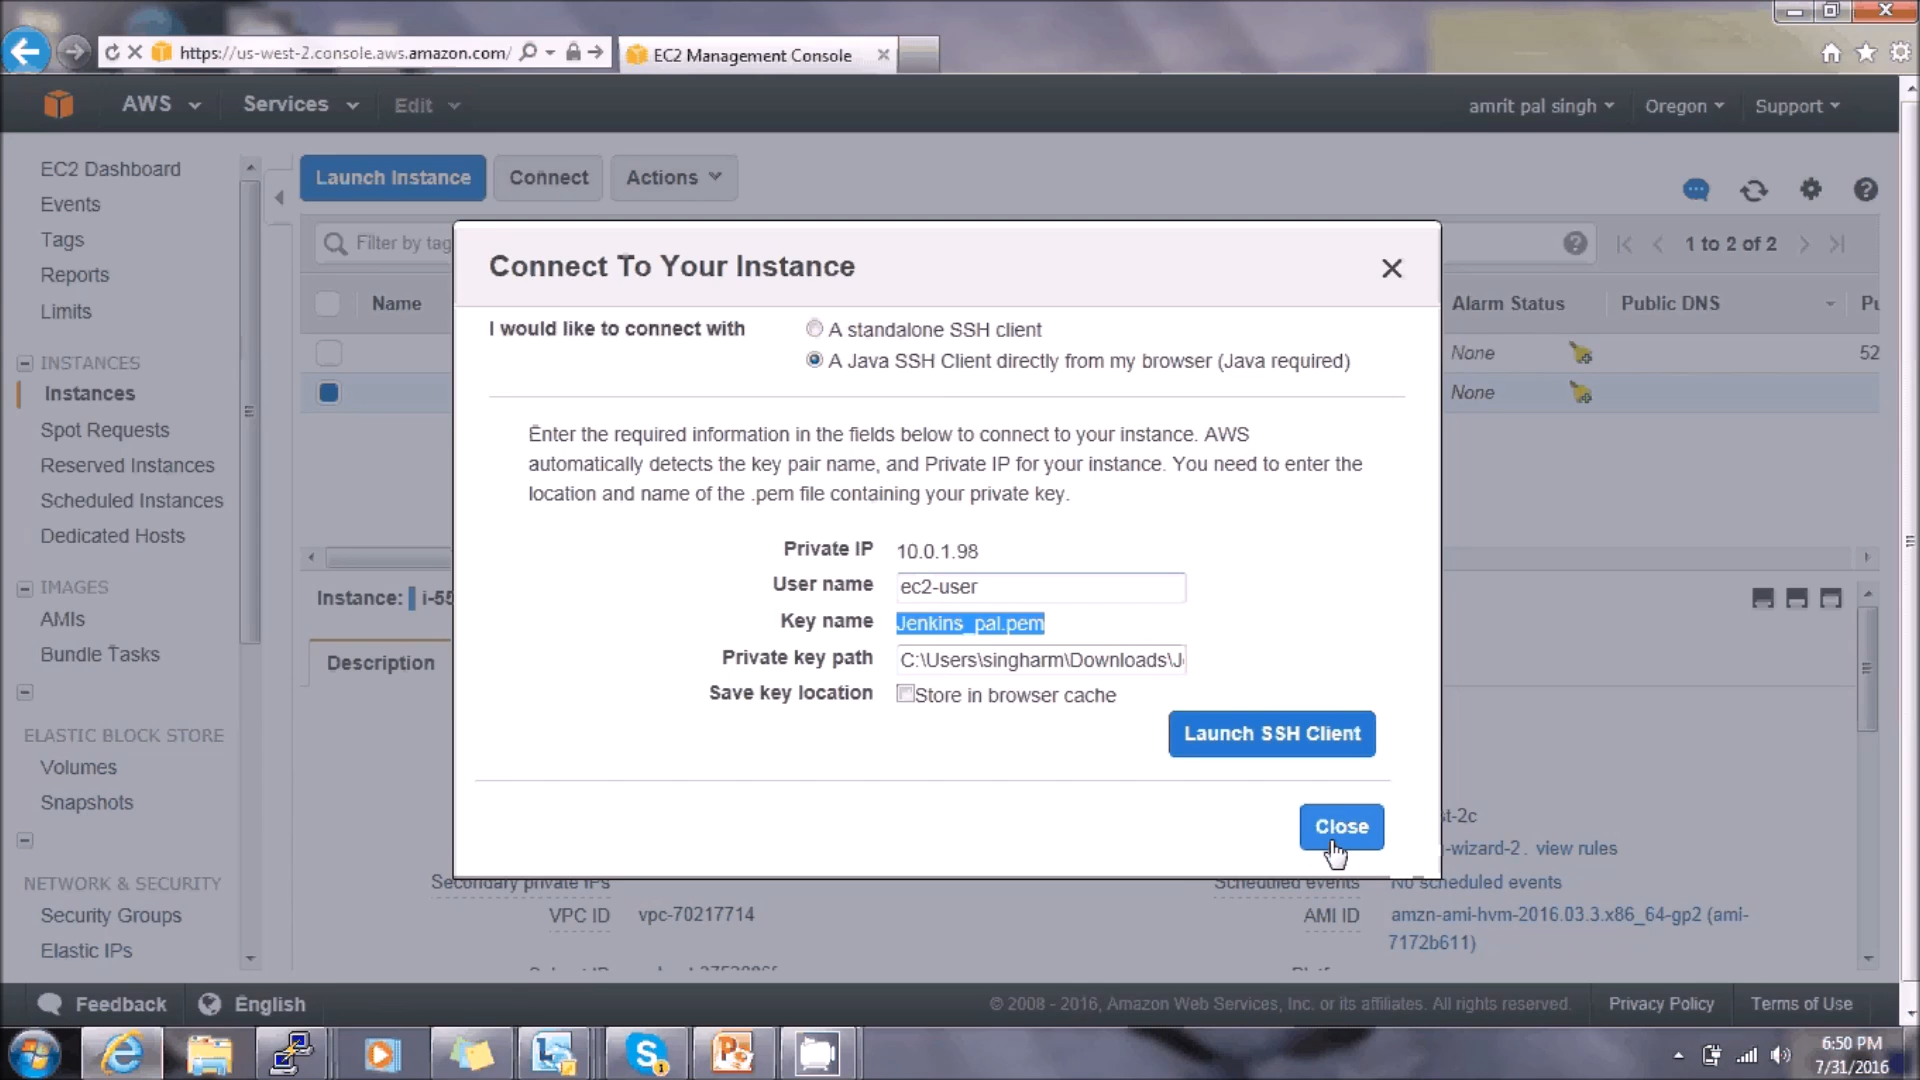 https://us-west-2.console.aws.amazon.com/
EC2 Management Console
AWS
Services
Edit
amrit pal singh
Oregon
Support
EC2 Dashboard
Events
Tags
Reports
Limits
INSTANCES
Instances
Spot Requests
Reserved Instances
Scheduled Instances
Dedicated Hosts
IMAGES
AMIs
Bundle Tasks
ELASTIC BLOCK STORE
Volumes
Snapshots
NETWORK & SECURITY
Security Groups
Elastic IPs
Launch Instance
Connect
Actions
Filter by tag
1 to 2 of 2
Name
Alarm Status
Public DNS
None
52
None
Connect To Your Instance
I would like to connect with
A standalone SSH client
A Java SSH Client directly from my browser (Java required)
Enter the required information in the fields below to connect to your instance. AWS
automatically detects the key pair name, and Private IP for your instance. You need to enter the
location and name of the .pem file containing your private key.
Private IP 10.0.1.98
User name ec2-user
Key name Jenkins_pal.pem
Private key path C:\Users\singharm\Downloads\J
Save key location Store in browser cache
Launch SSH Client
Close
Instance: i-55
Description
st-2c
-wizard-2. view rules
Secondary private IPs
Scheduled events No scheduled events
VPC ID vpc-70217714
AMI ID amzn-ami-hvm-2016.03.3.x86_64-gp2 (ami-
7172b611)
Feedback
English
© 2008 - 2016, Amazon Web Services, Inc. or its affiliates. All rights reserved.
Privacy Policy
Terms of Use
6:50 PM
7/31/2016